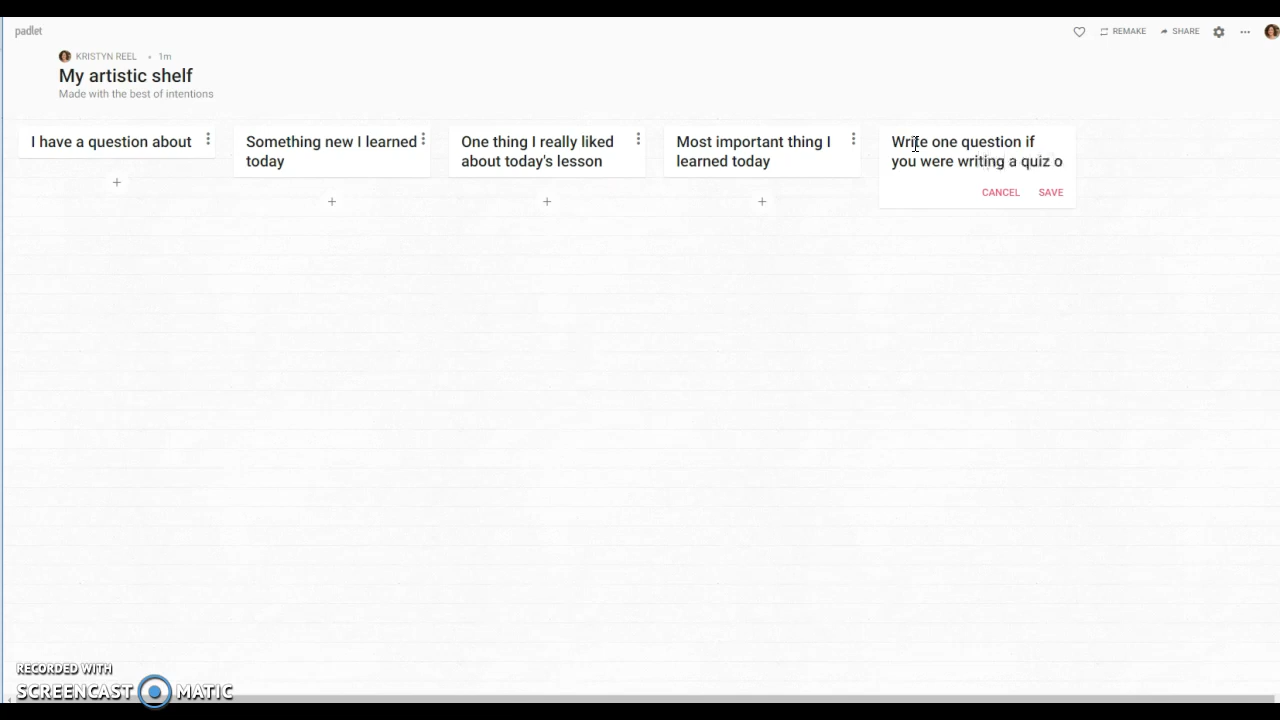 padlet
REMAKE
SHARE
KRISTYN REEL • 1m
My artistic shelf
Made with the best of intentions
I have a question about
Something new I learned
today
One thing I really liked
about today's lesson
Most important thing I
learned today
Write one question if
you were writing a quiz o
CANCEL
SAVE
RECORDED WITH
SCREENCAST MATIC